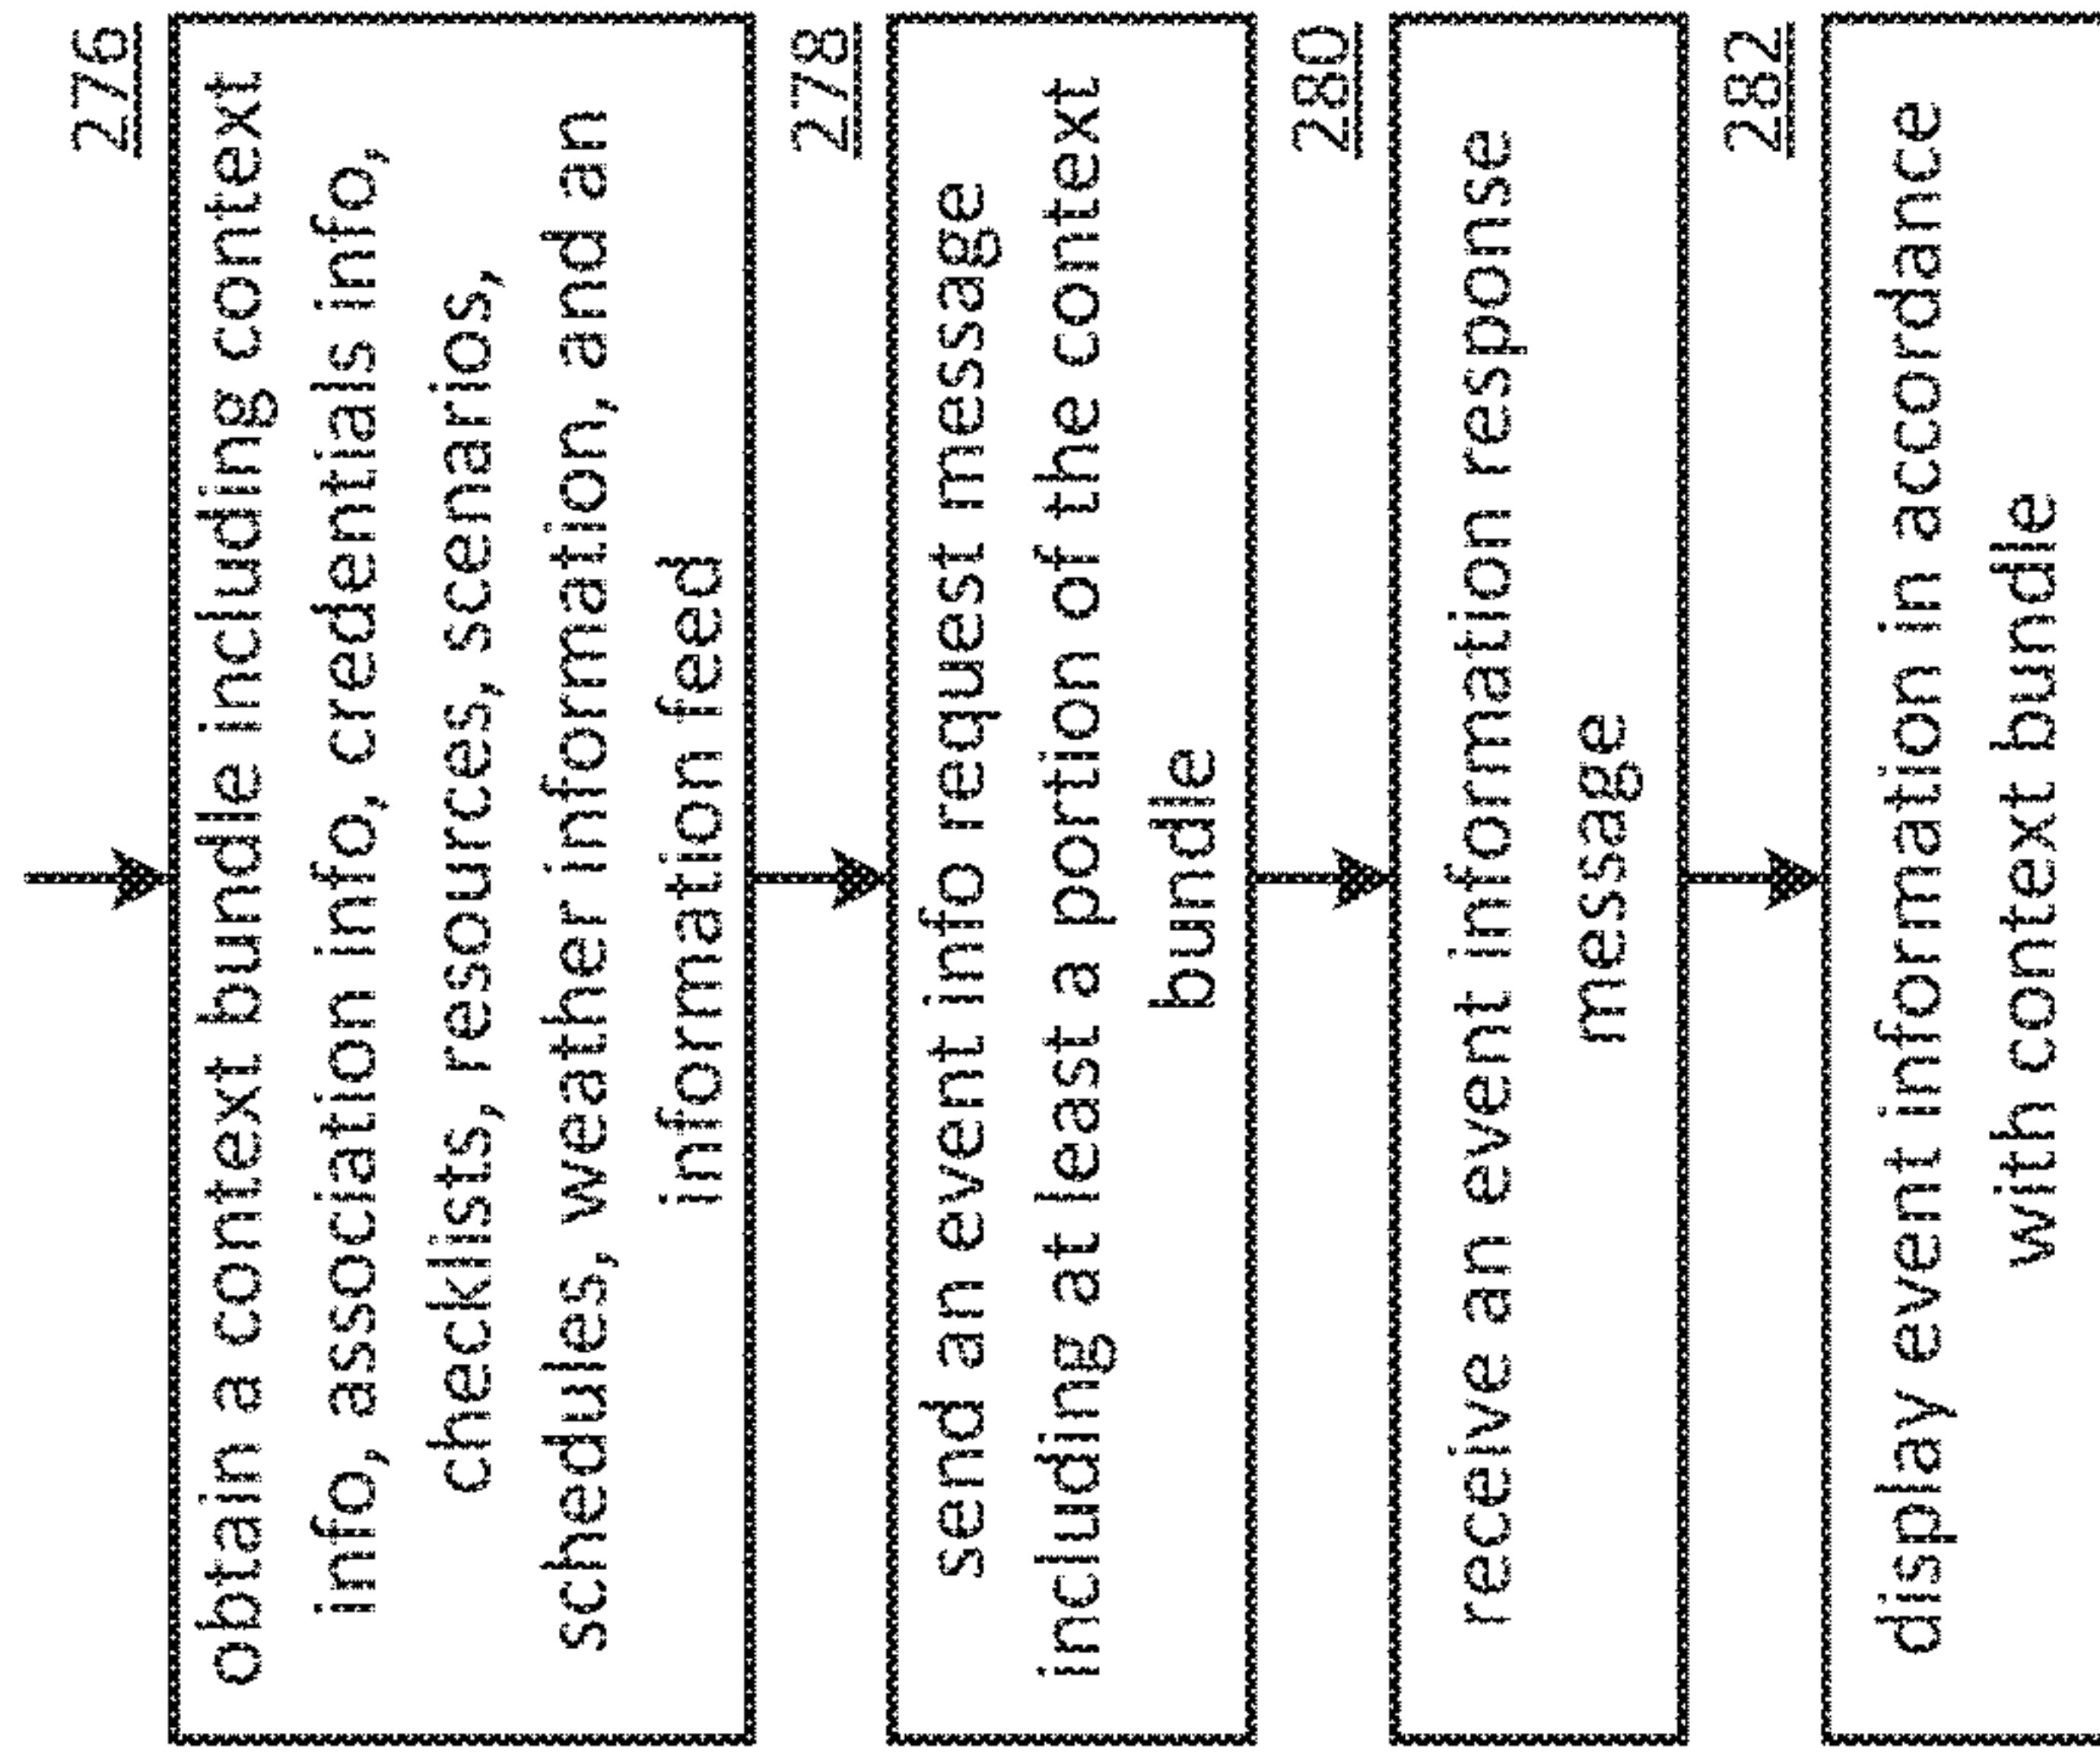 276
obtain a context bundle including context
info, association info, credentials info,
checklists, resources, scenarios,
schedules, weather information, and an
information feed
278
send an event info request message
including at least a portion of the context
bundle
280
receive an event information response
message
282
display event information in accordance
with context bundle